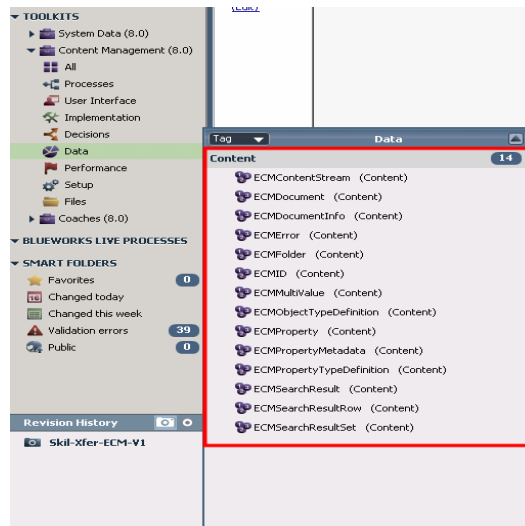 TOOLKITS
System Data (8.0)
Content Management (8.0)
All
Processes
User Interface
Implementation
Decisions
Data
Performance
Setup
Files
Coaches (8.0)
BLUEWORKS LIVE PROCESSES
SMART FOLDERS
Favorites 0
Changed today
Changed this week
Validation errors 39
Public 0
Revision History
Skil-Xfer-ECM-V1
(Edit)
Tag Data
Content 14
ECMContentStream (Content)
ECMDocument (Content)
ECMDocumentInfo (Content)
ECMError (Content)
ECMFolder (Content)
ECMID (Content)
ECMMultiValue (Content)
ECMObjectTypeDefinition (Content)
ECMProperty (Content)
ECMPropertyMetadata (Content)
ECMPropertyTypeDefinition (Content)
ECMSearchResult (Content)
ECMSearchResultRow (Content)
ECMSearchResultSet (Content)